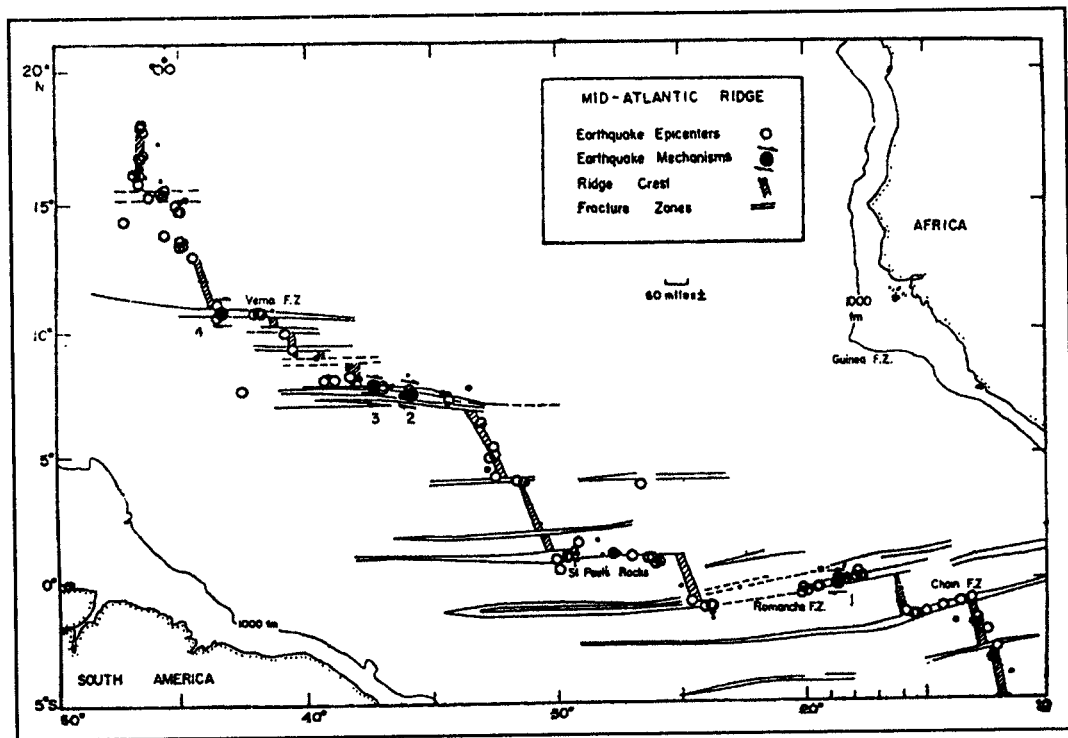 20°
N
15°
10°
5°
0°
5°S
MID-ATLANTIC RIDGE
Earthquake Epicenters
Earthquake Mechanisms
Ridge Crest
Fracture Zones
60 miles±
AFRICA
1000
fm
Guinea F.Z.
Vema F.Z
4
3
2
St Paul's Rocks
Romanche F.Z.
1
Chain F.Z
1000 fm
SOUTH AMERICA
50°
40°
30°
20°
10